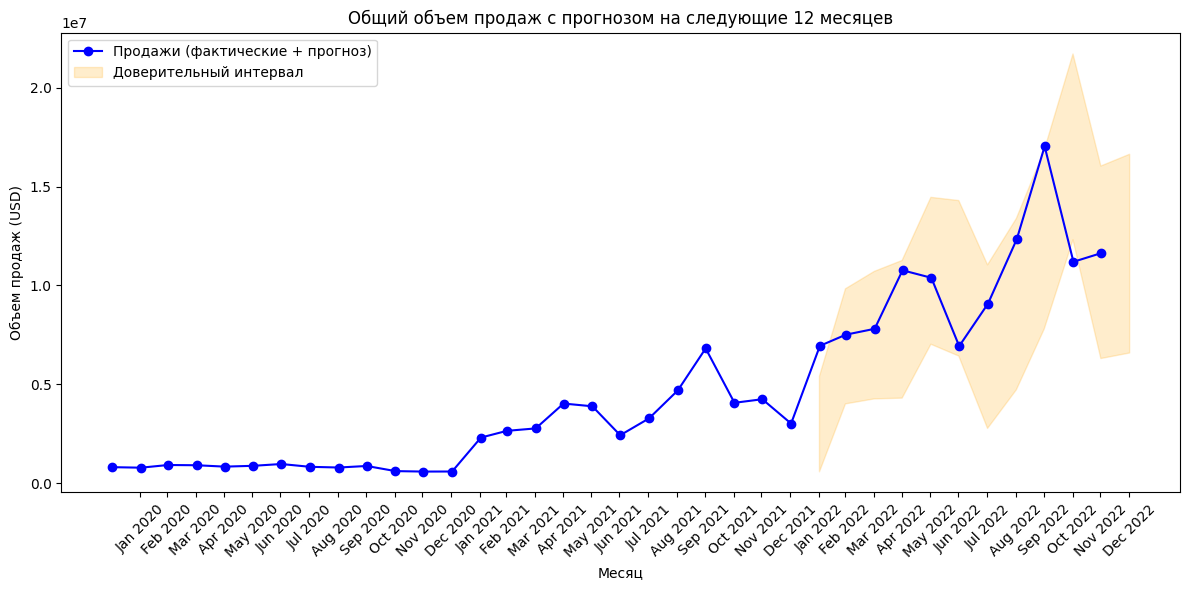 Общий объем продаж с прогнозом на следующие 12 месяцев
1e7
Продажи (фактические + прогноз)
Доверительный интервал
2.0
1.5
1.0
0.5
0.0
Объем продаж (USD)
Jan 2020
Feb 2020
Mar 2020
Apr 2020
May 2020
Jun 2020
Jul 2020
Aug 2020
Sep 2020
Oct 2020
Nov 2020
Dec 2020
Jan 2021
Feb 2021
Mar 2021
Apr 2021
May 2021
Jun 2021
Jul 2021
Aug 2021
Sep 2021
Oct 2021
Nov 2021
Dec 2021
Jan 2022
Feb 2022
Mar 2022
Apr 2022
May 2022
Jun 2022
Jul 2022
Aug 2022
Sep 2022
Oct 2022
Nov 2022
Dec 2022
Месяц